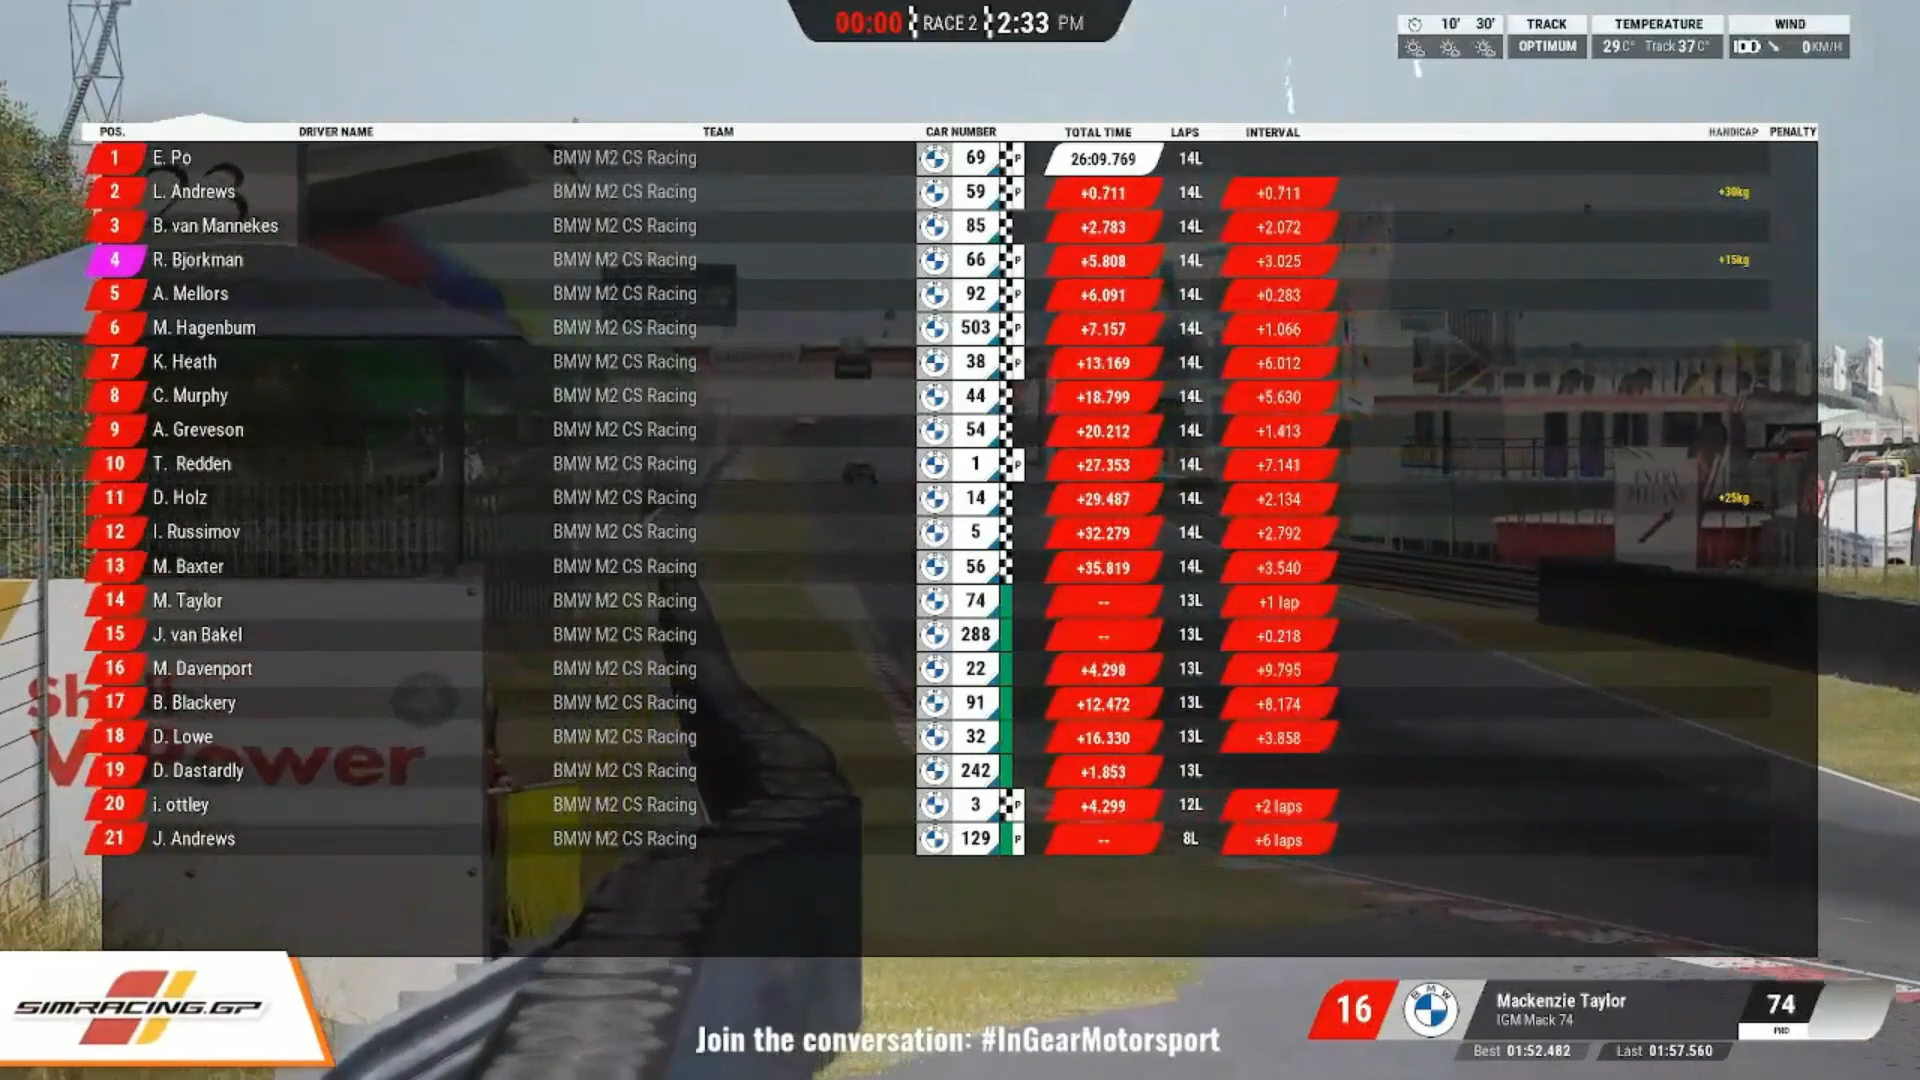 00:00 RACE 2 2:33 PM
10' 30' TRACK TEMPERATURE WIND
OPTIMUM 29C° Track 37C° 0KM/H
POS. DRIVER NAME TEAM CAR NUMBER TOTAL TIME LAPS INTERVAL HANDICAP PENALTY
1 E. Po BMW M2 CS Racing 69 P 26:09.769 14L
2 L. Andrews BMW M2 CS Racing 59 P +0.711 14L +0.711 +30kg
3 B. van Mannekes BMW M2 CS Racing 85 +2.783 14L +2.072
4 R. Bjorkman BMW M2 CS Racing 66 P +5.808 14L +3.025 +15kg
5 A. Mellors BMW M2 CS Racing 92 P +6.091 14L +0.283
6 M. Hagenbum BMW M2 CS Racing 503 P +7.157 14L +1.066
7 K. Heath BMW M2 CS Racing 38 P +13.169 14L +6.012
8 C. Murphy BMW M2 CS Racing 44 +18.799 14L +5.630
9 A. Greveson BMW M2 CS Racing 54 +20.212 14L +1.413
10 T. Redden BMW M2 CS Racing 1 P +27.353 14L +7.141
11 D. Holz BMW M2 CS Racing 14 +29.487 14L +2.134 +25kg
12 I. Russimov BMW M2 CS Racing 5 +32.279 14L +2.792
13 M. Baxter BMW M2 CS Racing 56 +35.819 14L +3.540
14 M. Taylor BMW M2 CS Racing 74 -- 13L +1 lap
15 J. van Bakel BMW M2 CS Racing 288 -- 13L +0.218
16 M. Davenport BMW M2 CS Racing 22 +4.298 13L +9.795
17 B. Blackery BMW M2 CS Racing 91 +12.472 13L +8.174
18 D. Lowe BMW M2 CS Racing 32 +16.330 13L +3.858
19 D. Dastardly BMW M2 CS Racing 242 +1.853 13L
20 i. ottley BMW M2 CS Racing 3 P +4.299 12L +2 laps
21 J. Andrews BMW M2 CS Racing 129 P -- 8L +6 laps
23
ENTRY
Sh
V-Power
SIMRACING.GP
Join the conversation: #InGearMotorsport
16 BMW Mackenzie Taylor 74
IGM Mack 74 PRO
Best 01:52.482 Last 01:57.560